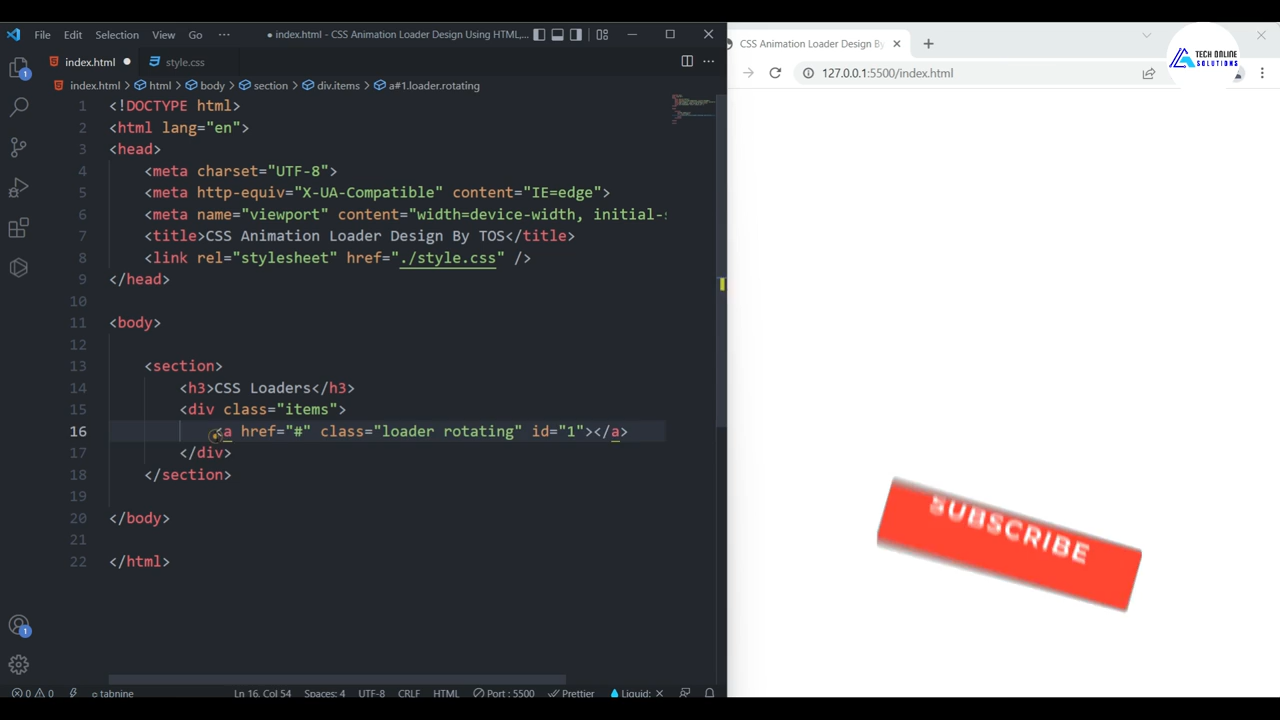 File Edit Selection View Go ··· ● index.html - CSS Animation Loader Design Using HTML,...
index.html ● style.css
index.html > html > body > section > div.items > a#1.loader.rotating
1 <!DOCTYPE html>
2 <html lang="en">
3 <head>
4 <meta charset="UTF-8">
5 <meta http-equiv="X-UA-Compatible" content="IE=edge">
6 <meta name="viewport" content="width=device-width, initial-s
7 <title>CSS Animation Loader Design By TOS</title>
8 <link rel="stylesheet" href="./style.css" />
9 </head>
10
11 <body>
12
13 <section>
14 <h3>CSS Loaders</h3>
15 <div class="items">
16 <a href="#" class="loader rotating" id="1"></a>
17 </div>
18 </section>
19
20 </body>
21
22 </html>
1
1
0 0 tabnine Ln 16, Col 54 Spaces: 4 UTF-8 CRLF HTML Port : 5500 Prettier Liquid:
CSS Animation Loader Design By
127.0.0.1:5500/index.html
TECH ONLINE
SOLUTIONS
SUBSCRIBE